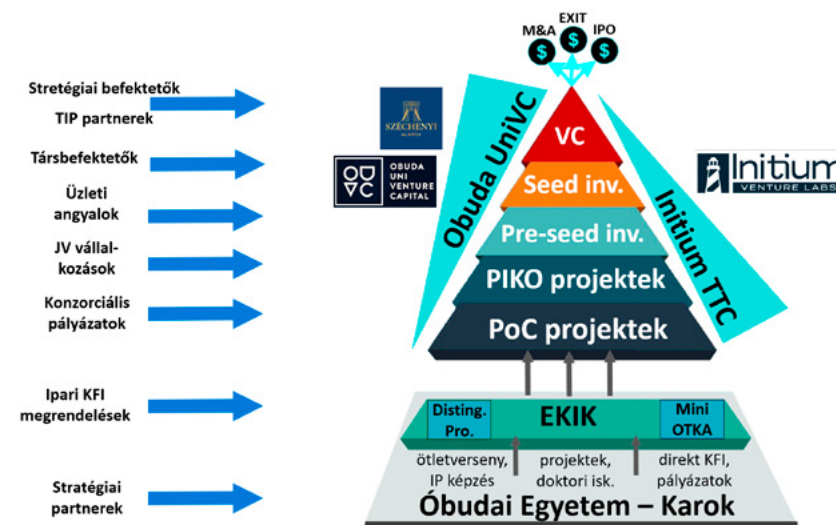 EXIT
M&A
IPO
$
$
$
Stretégiai befektetők
TIP partnerek
Társbefektetők
Üzleti
angyalok
JV vállal-
kozások
Konzorciális
pályázatok
Ipari KFI
megrendelések
Stratégiai
partnerek
SZÉCHENYI
ALAPOK
OUVC
OBUDA
UNI
VENTURE
CAPITAL
Obuda UniVC
VC
Seed inv.
Pre-seed inv.
PIKO projektek
PoC projektek
Initium TTC
Initium
VENTURE LABS
Disting.
Pro.
EKIK
Mini
OTKA
ötletverseny,
IP képzés
projektek,
doktori isk.
direkt KFI,
pályázatok
Óbudai Egyetem – Karok